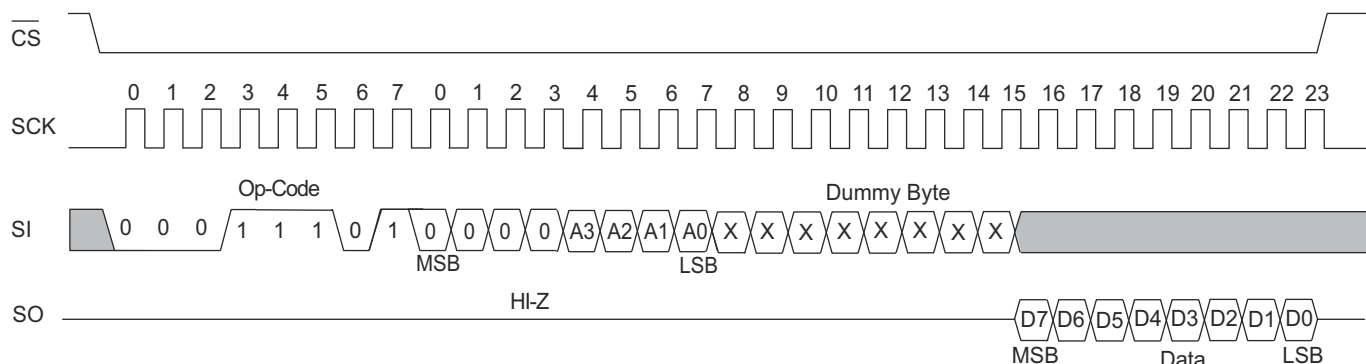 CS
0 1 2 3 4 5 6 7 0 1 2 3 4 5 6 7 8 9 10 11 12 13 14 15 16 17 18 19 20 21 22 23
SCK
Op-Code
Dummy Byte
SI
0 0 0 1 1 1 0 1 0 0 0 0 A3 A2 A1 A0 X X X X X X X X
MSB LSB
HI-Z
SO
D7 D6 D5 D4 D3 D2 D1 D0
MSB Data LSB